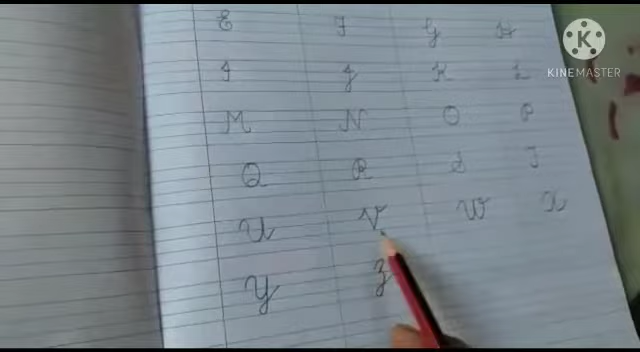 E F G H
I J K L
M N O P
Q R S T
U V W X
Y Z
K
KINEMASTER